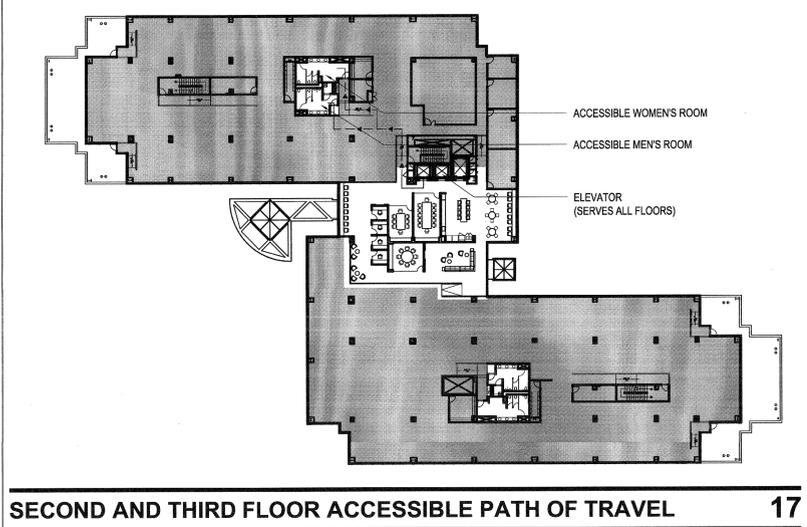 ACCESSIBLE WOMEN'S ROOM
ACCESSIBLE MEN'S ROOM
ELEVATOR
(SERVES ALL FLOORS)
SECOND AND THIRD FLOOR ACCESSIBLE PATH OF TRAVEL 17